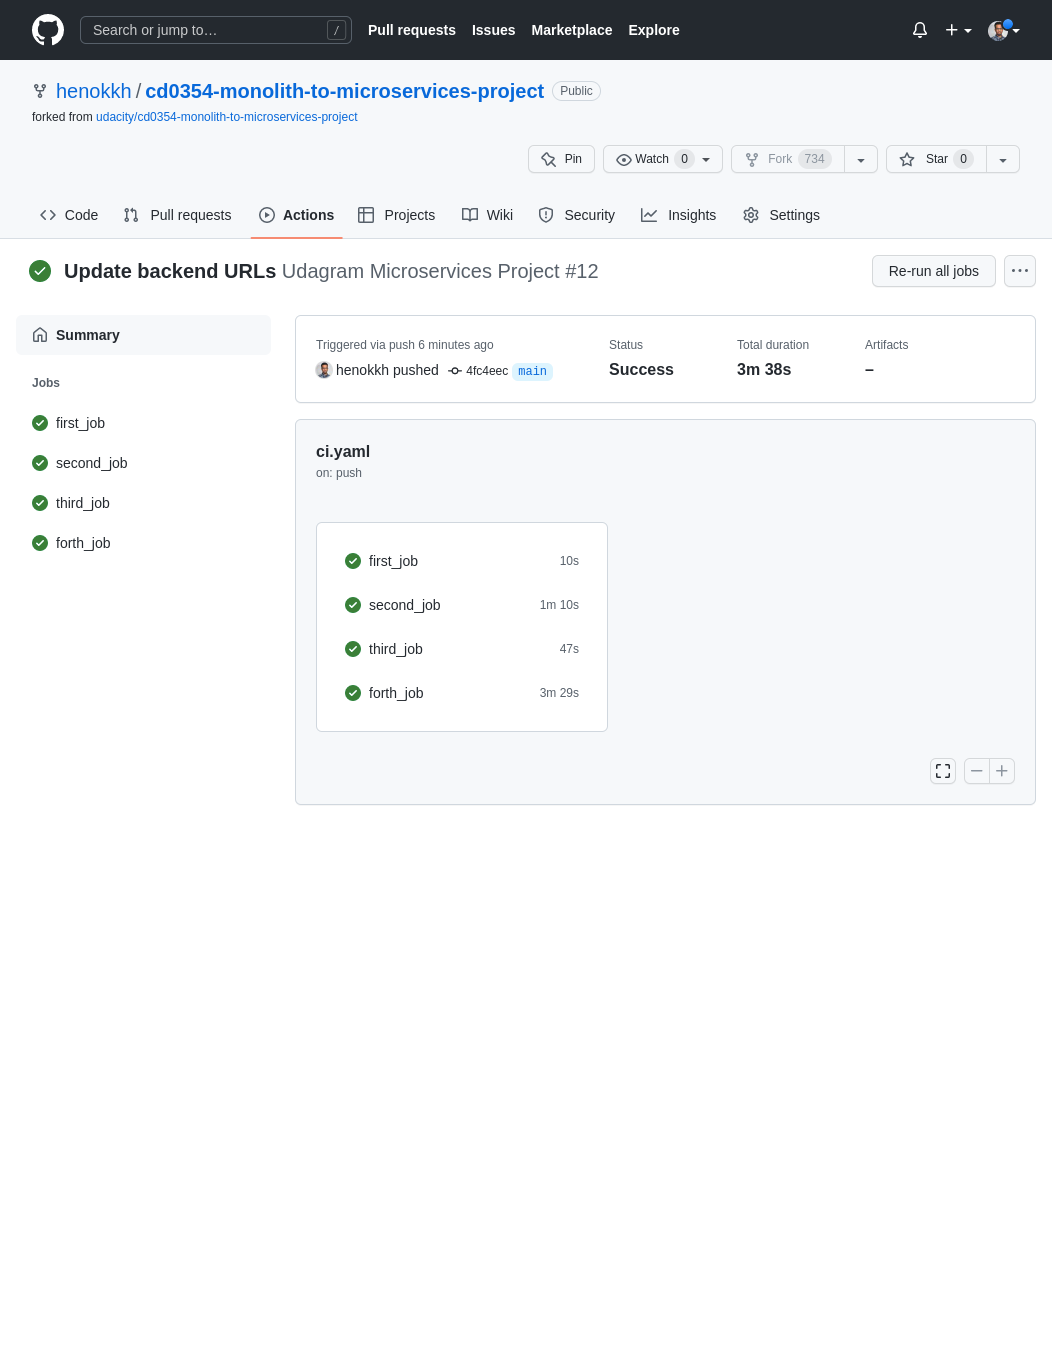 Search or jump to… / Pull requests Issues Marketplace Explore
henokkh / cd0354-monolith-to-microservices-project Public
forked from udacity/cd0354-monolith-to-microservices-project
Pin Watch 0 Fork 734 Star 0
Code Pull requests Actions Projects Wiki Security Insights Settings
Update backend URLs Udagram Microservices Project #12 Re-run all jobs
Summary
Jobs
first_job
second_job
third_job
forth_job
Triggered via push 6 minutes ago Status Total duration Artifacts
henokkh pushed 4fc4eec main Success 3m 38s –
ci.yaml
on: push
first_job 10s
second_job 1m 10s
third_job 47s
forth_job 3m 29s